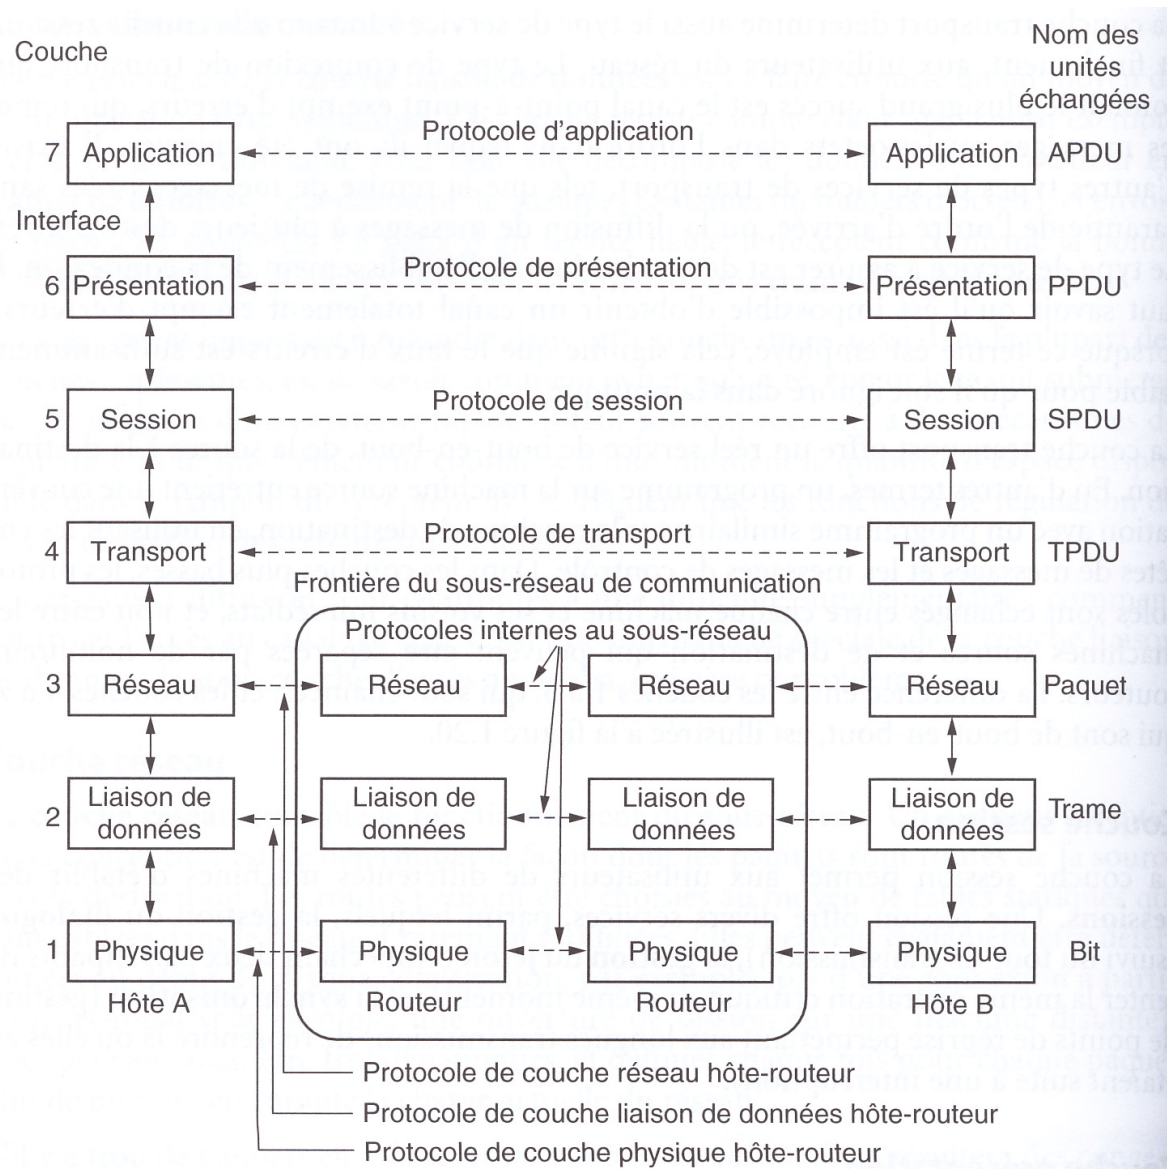 Couche
Nom des
unités
échangées
7 Application Protocole d'application Application APDU
Interface
6 Présentation Protocole de présentation Présentation PPDU
5 Session Protocole de session Session SPDU
4 Transport Protocole de transport Transport TPDU
Frontière du sous-réseau de communication
Protocoles internes au sous-réseau
3 Réseau Réseau Réseau Réseau Paquet
2 Liaison de données Liaison de données Liaison de données Liaison de données Trame
1 Physique Physique Physique Physique Bit
Hôte A Routeur Routeur Hôte B
Protocole de couche réseau hôte-routeur
Protocole de couche liaison de données hôte-routeur
Protocole de couche physique hôte-routeur